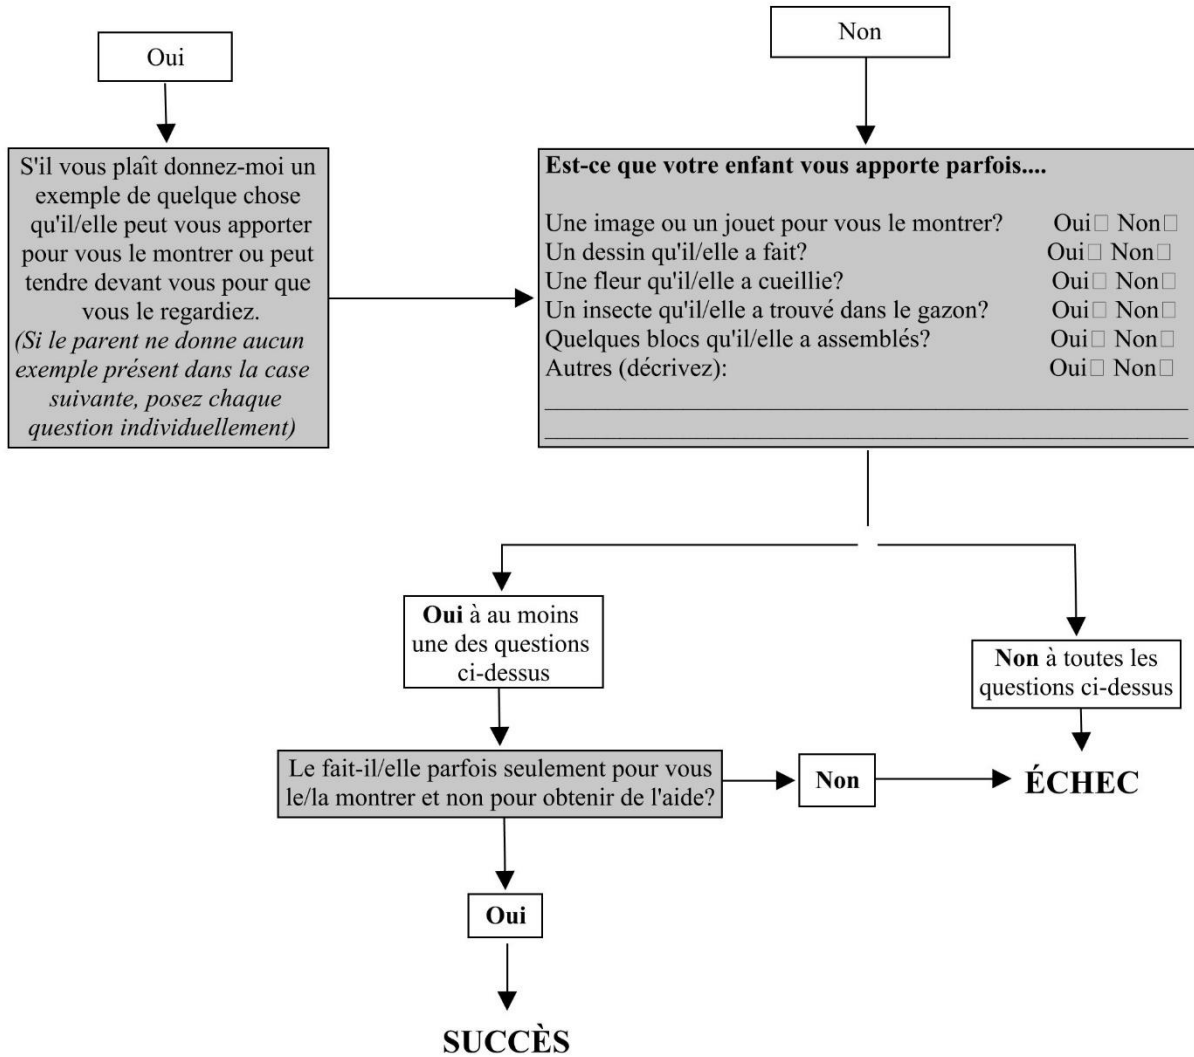 Oui
Non
S'il vous plaît donnez-moi un
exemple de quelque chose
qu'il/elle peut vous apporter
pour vous le montrer ou peut
tendre devant vous pour que
vous le regardiez.
(Si le parent ne donne aucun
exemple présent dans la case
suivante, posez chaque
question individuellement)
Est-ce que votre enfant vous apporte parfois....
Une image ou un jouet pour vous le montrer? Oui□ Non□
Un dessin qu'il/elle a fait? Oui□ Non□
Une fleur qu'il/elle a cueillie? Oui□ Non□
Un insecte qu'il/elle a trouvé dans le gazon? Oui□ Non□
Quelques blocs qu'il/elle a assemblés? Oui□ Non□
Autres (décrivez): Oui□ Non□
Oui à au moins
une des questions
ci-dessus
Non à toutes les
questions ci-dessus
Le fait-il/elle parfois seulement pour vous
le/la montrer et non pour obtenir de l'aide?
Non
ÉCHEC
Oui
SUCCÈS